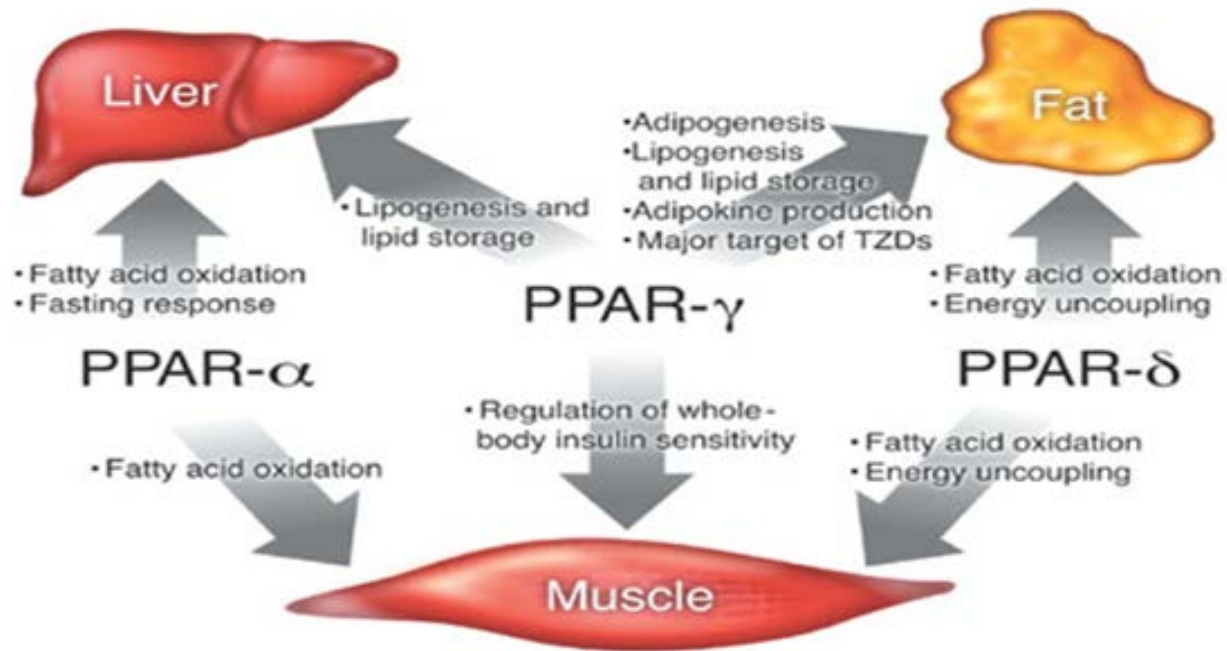 Liver
Fat
•Adipogenesis
•Lipogenesis
and lipid storage
•Adipokine production
• Major target of TZDs
• Lipogenesis and
lipid storage
• Fatty acid oxidation
• Fasting response
• Fatty acid oxidation
• Energy uncoupling
PPAR-γ
PPAR-α
PPAR-δ
• Regulation of whole-
body insulin sensitivity
• Fatty acid oxidation
• Fatty acid oxidation
• Energy uncoupling
Muscle